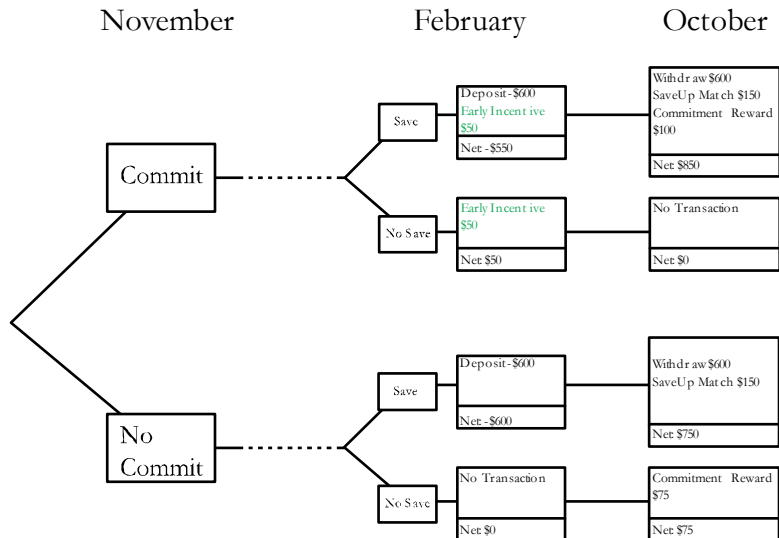 November
February
October
Commit
Save
Deposit -$600
Early Incentive
$50
Net: -$550
Withdraw $600
SaveUp Match $150
Commitment Reward
$100
Net: $850
No Save
Early Incentive
$50
Net: $50
No Transaction
Net: $0
No
Commit
Save
Deposit -$600
Net: -$600
Withdraw $600
SaveUp Match $150
Net: $750
No Save
No Transaction
Net: $0
Commitment Reward
$75
Net: $75